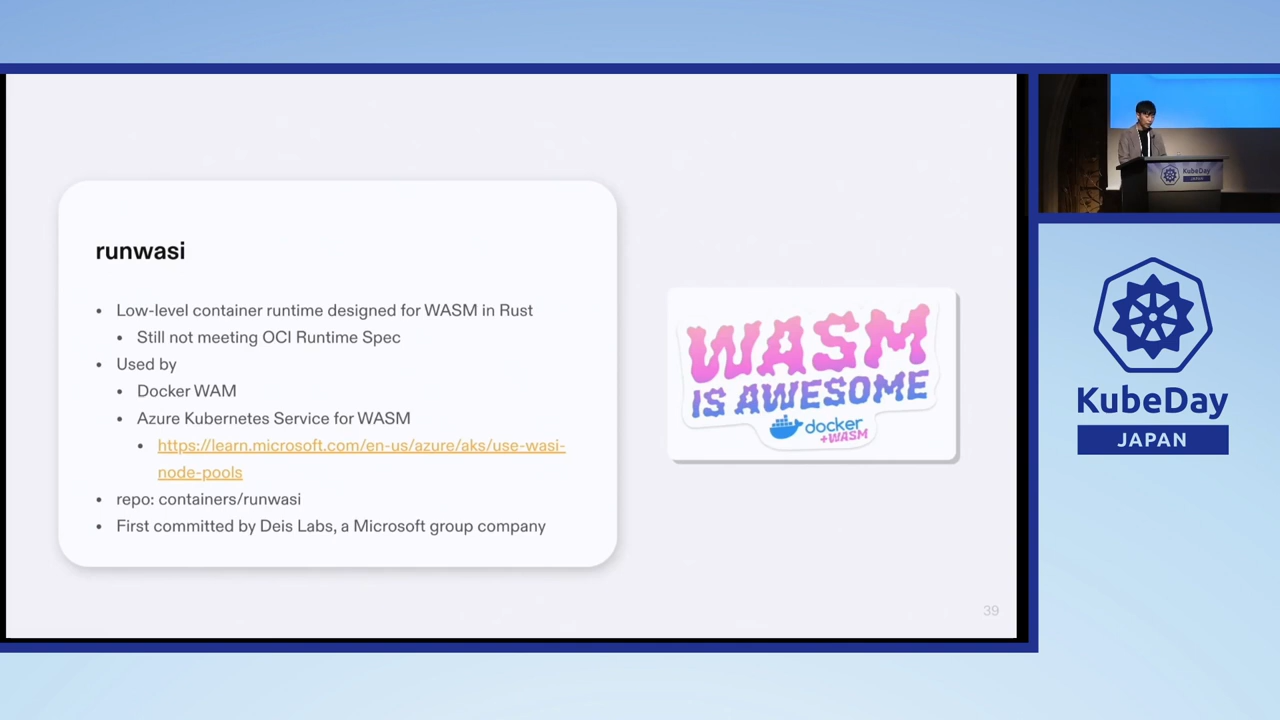 runwasi
• Low-level container runtime designed for WASM in Rust
• Still not meeting OCI Runtime Spec
• Used by
• Docker WAM
• Azure Kubernetes Service for WASM
• https://learn.microsoft.com/en-us/azure/aks/use-wasi-
node-pools
• repo: containers/runwasi
• First committed by Deis Labs, a Microsoft group company
WASM
IS AWESOME
docker
+WASM
39
KubeDay
JAPAN
KubeDay
JAPAN